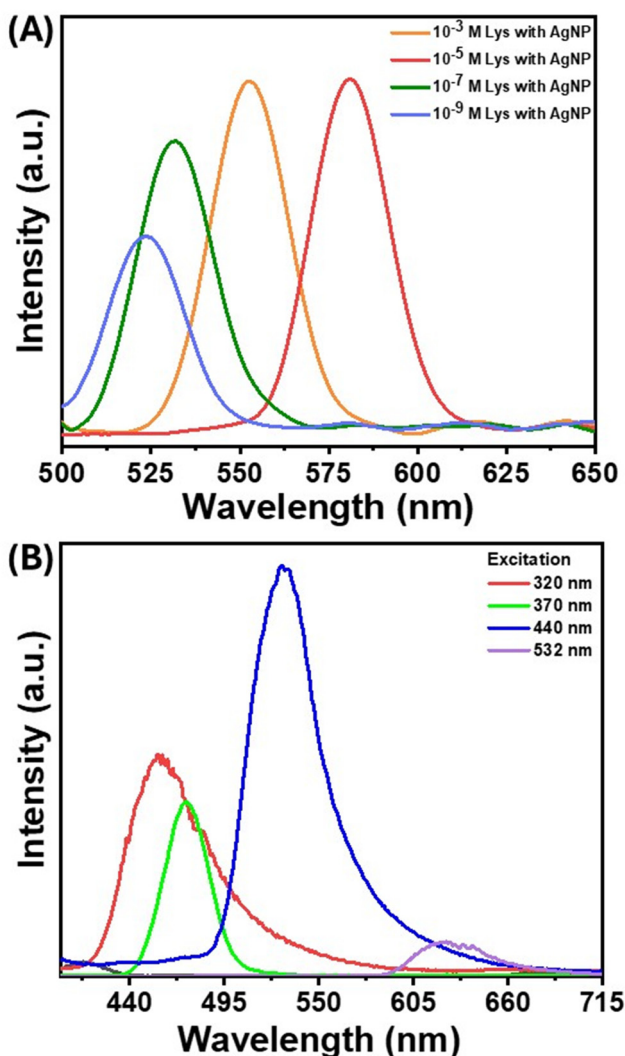 (A)
10⁻³ M Lys with AgNP
10⁻⁵ M Lys with AgNP
10⁻⁷ M Lys with AgNP
10⁻⁹ M Lys with AgNP
Intensity (a.u.)
500 525 550 575 600 625 650
Wavelength (nm)
(B)
Excitation
320 nm
370 nm
440 nm
532 nm
Intensity (a.u.)
440 495 550 605 660 715
Wavelength (nm)